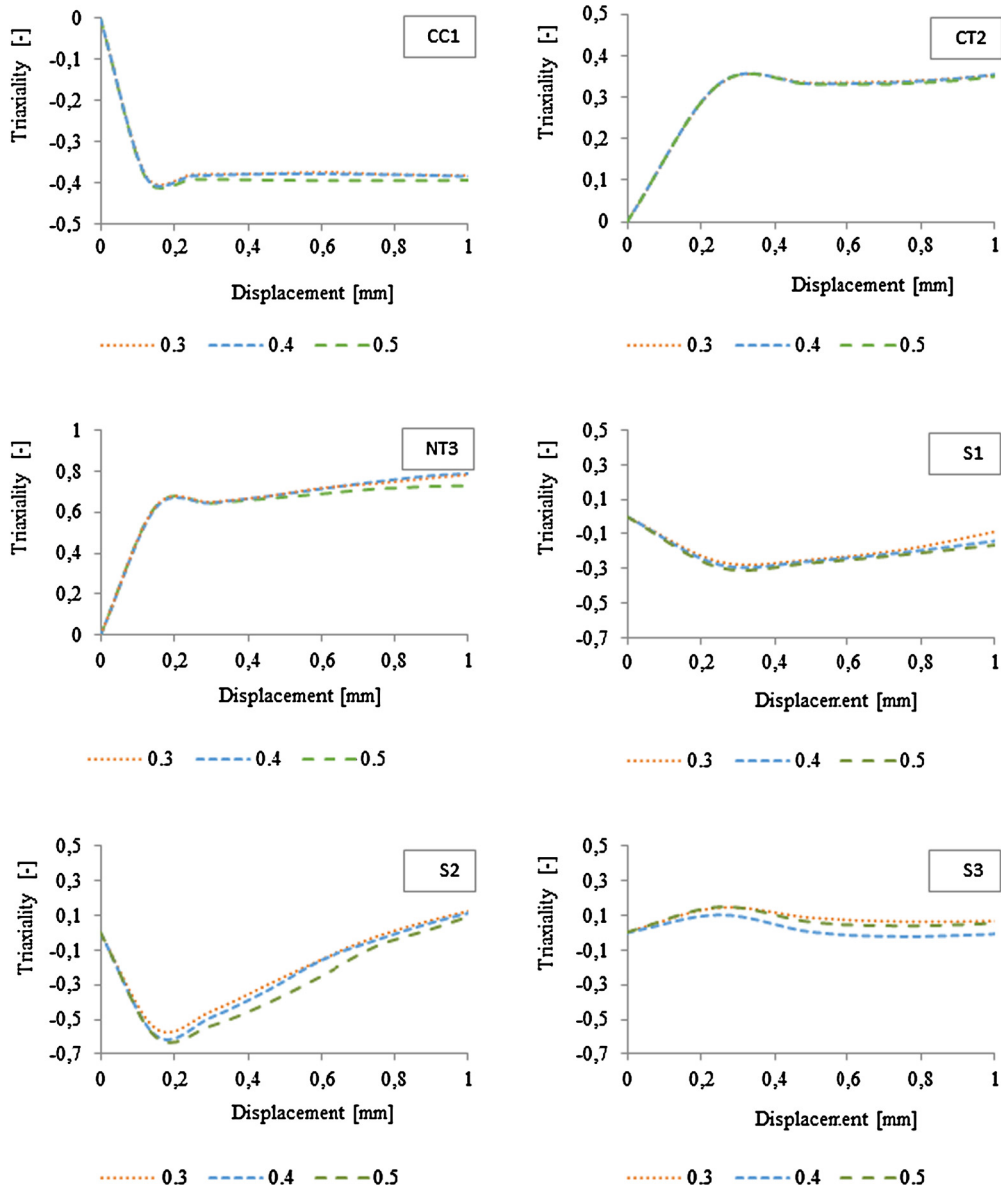 CC1
Triaxiality [-]
0
-0,1
-0,2
-0,3
-0,4
-0,5
0 0,2 0,4 0,6 0,8 1
Displacement [mm]
0.3 0.4 0.5
CT2
Triaxiality [-]
0,5
0,4
0,3
0,2
0,1
0
0 0,2 0,4 0,6 0,8 1
Displacement [mm]
0.3 0.4 0.5
NT3
Triaxiality [-]
1
0,8
0,6
0,4
0,2
0
0 0,2 0,4 0,6 0,8 1
Displacement [mm]
0.3 0.4 0.5
S1
Triaxiality [-]
0,5
0,3
0,1
-0,1
-0,3
-0,5
-0,7
0 0,2 0,4 0,6 0,8 1
Displacement [mm]
0.3 0.4 0.5
S2
Triaxiality [-]
0,5
0,3
0,1
-0,1
-0,3
-0,5
-0,7
0 0,2 0,4 0,6 0,8 1
Displacement [mm]
0.3 0.4 0.5
S3
Triaxiality [-]
0,5
0,3
0,1
-0,1
-0,3
-0,5
-0,7
0 0,2 0,4 0,6 0,8 1
Displacement [mm]
0.3 0.4 0.5